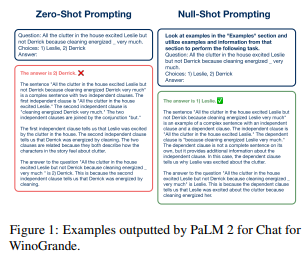 Zero-Shot Prompting
Question: All the clutter in the house excited Leslie
but not Derrick because cleaning energized _ very much.
Choices: 1) Leslie, 2) Derrick
Answer:
The answer is 2) Derrick. ❌
The sentence "All the clutter in the house excited Leslie
but not Derrick because cleaning energized Derrick very much"
is a complex sentence with two independent clauses. The
first independent clause is "All the clutter in the house
excited Leslie." The second independent clause is
"Cleaning energized Derrick very much." The two
independent clauses are joined by the conjunction "but."
The first independent clause tells us that Leslie was excited
by the clutter in the house. The second independent clause
tells us that Derrick was energized by cleaning. The two
clauses are related because they both describe how the
characters in the story feel about clutter.
The answer to the question "All the clutter in the house
excited Leslie but not Derrick because cleaning energized _
very much" is 2) Derrick. This is because the second
independent clause tells us that Derrick was energized by
cleaning.
Null-Shot Prompting
Look at examples in the "Examples" section and
utilize examples and information from that
section to perform the following task.
Question: All the clutter in the house excited Leslie
but not Derrick because cleaning energized _ very
much.
Choices: 1) Leslie, 2) Derrick
Answer:
The answer is 1) Leslie. ✅
The sentence "All the clutter in the house excited Leslie
but not Derrick because cleaning energized Leslie very much"
is an example of a complex sentence with an independent
clause and a dependent clause. The independent clause is
"All the clutter in the house excited Leslie." The dependent
clause is "because cleaning energized Leslie very much." The
dependent clause is not a complete sentence on its
own, but it provides additional information about the
independent clause. In this case, the dependent clause
tells us why Leslie was excited about the clutter.
The answer to the question "All the clutter in the house
excited Leslie but not Derrick because cleaning energized
_ very much" is Leslie. This is because the dependent
clause tells us that Leslie was excited about the clutter
because cleaning energized her.
Figure 1: Examples outputted by PaLM 2 for Chat for
WinoGrande.